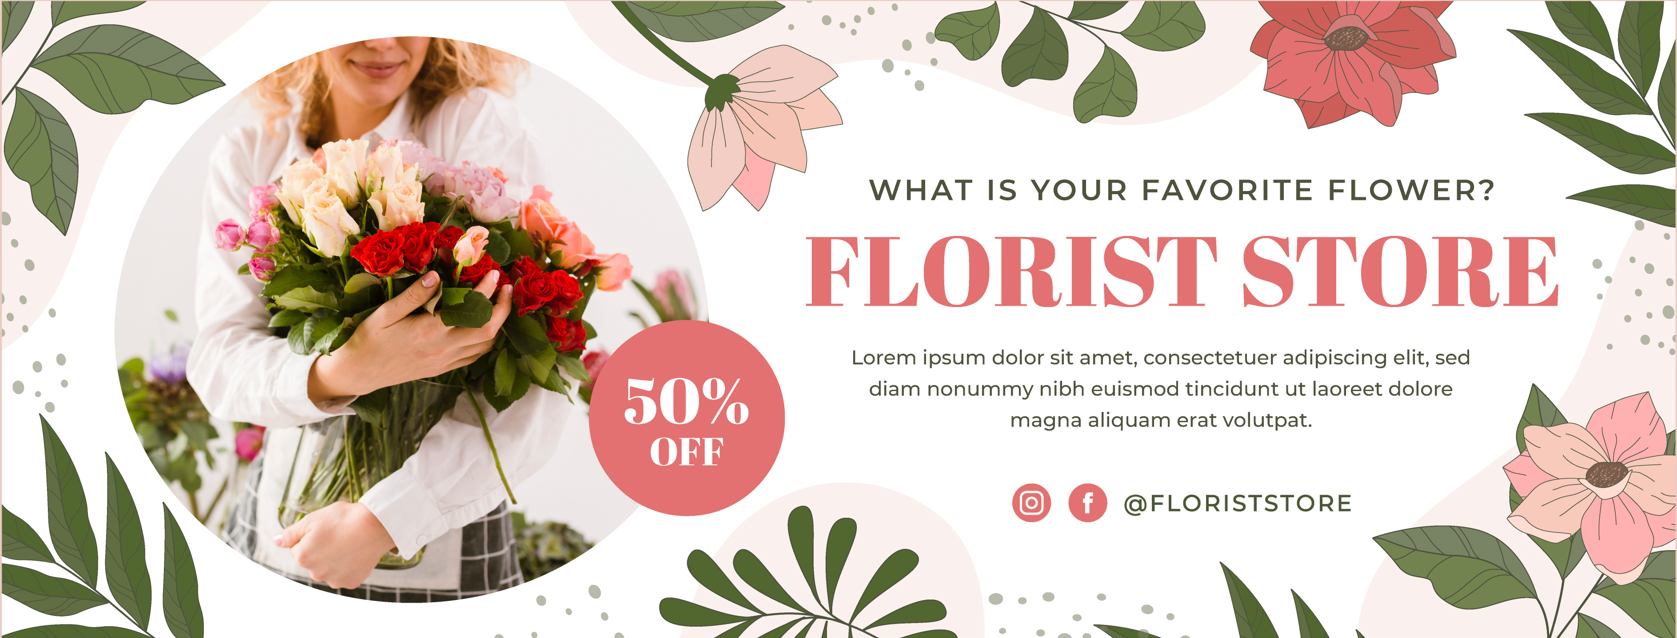 WHAT IS YOUR FAVORITE FLOWER?
FLORIST STORE
Lorem ipsum dolor sit amet, consectetuer adipiscing elit, sed
diam nonummy nibh euismod tincidunt ut laoreet dolore
magna aliquam erat volutpat.
50%
OFF
@FLORISTSTORE